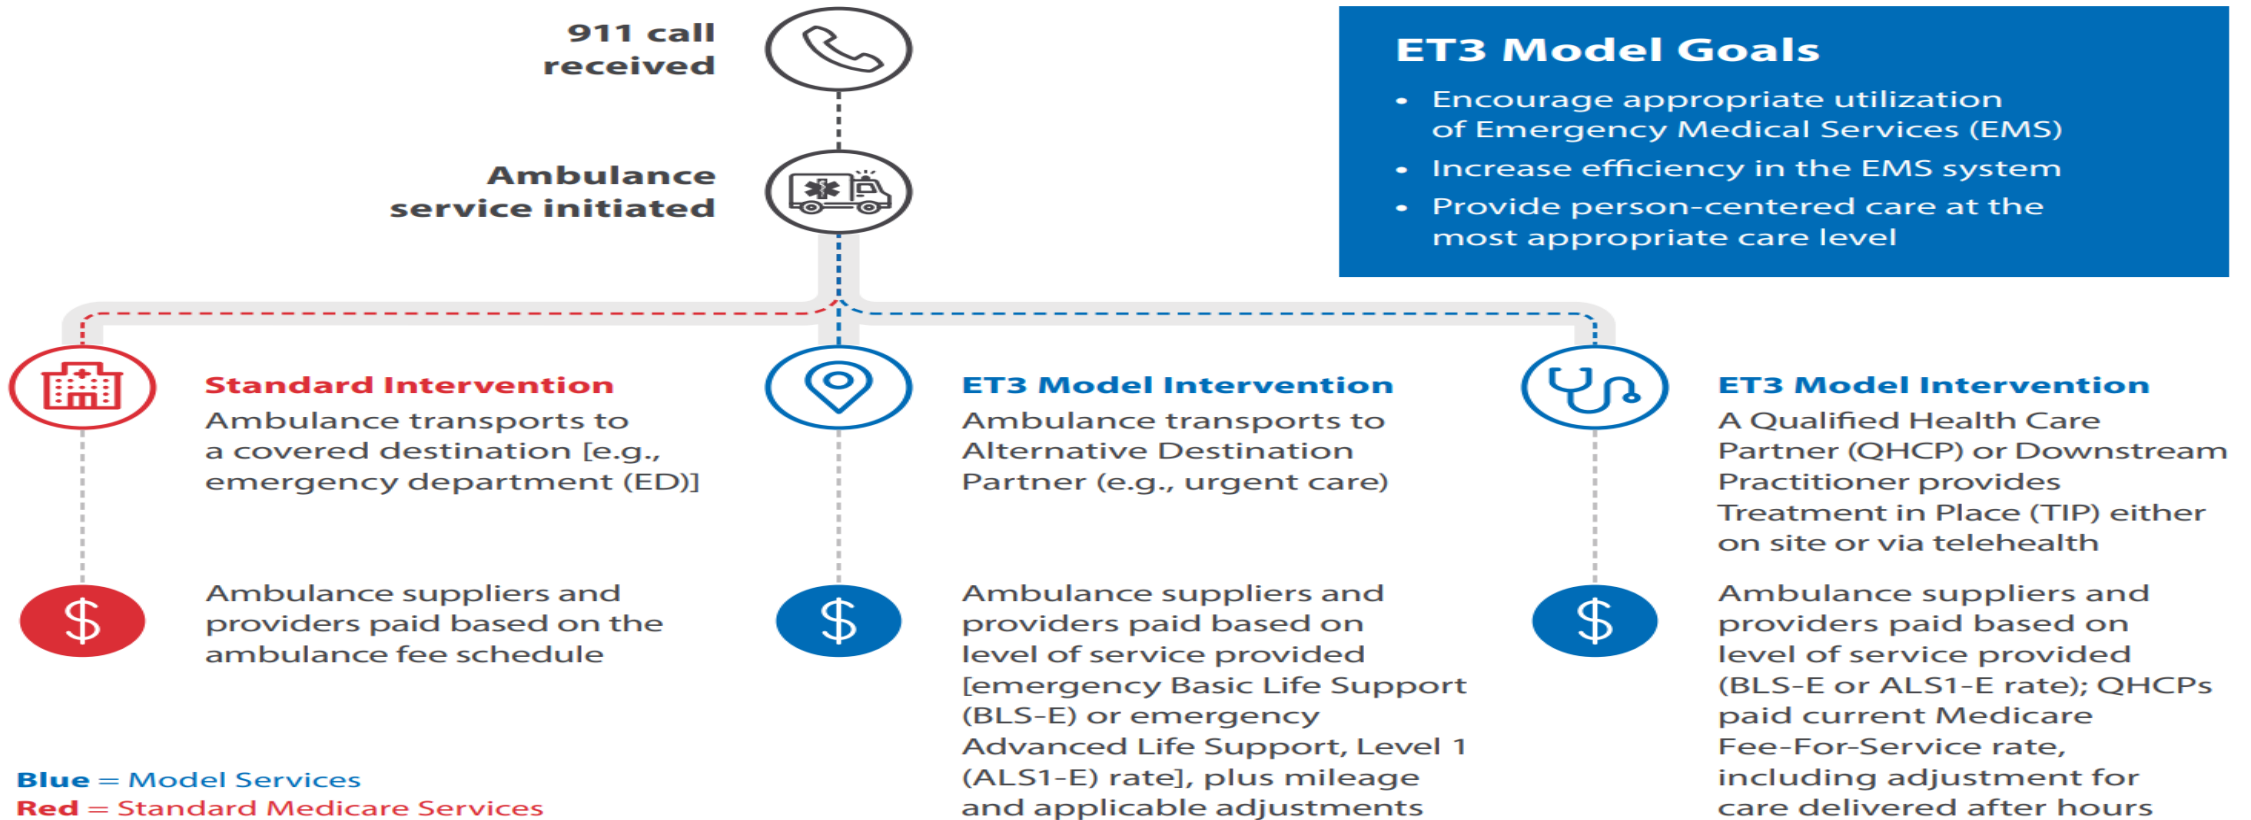 911 call
received
Ambulance
service initiated
ET3 Model Goals
• Encourage appropriate utilization
of Emergency Medical Services (EMS)
• Increase efficiency in the EMS system
• Provide person-centered care at the
most appropriate care level
Standard Intervention
Ambulance transports to
a covered destination [e.g.,
emergency department (ED)]
$
Ambulance suppliers and
providers paid based on the
ambulance fee schedule
ET3 Model Intervention
Ambulance transports to
Alternative Destination
Partner (e.g., urgent care)
$
Ambulance suppliers and
providers paid based on
level of service provided
[emergency Basic Life Support
(BLS-E) or emergency
Advanced Life Support, Level 1
(ALS1-E) rate], plus mileage
and applicable adjustments
ET3 Model Intervention
A Qualified Health Care
Partner (QHCP) or Downstream
Practitioner provides
Treatment in Place (TIP) either
on site or via telehealth
$
Ambulance suppliers and
providers paid based on
level of service provided
(BLS-E or ALS1-E rate); QHCPs
paid current Medicare
Fee-For-Service rate,
including adjustment for
care delivered after hours
Blue = Model Services
Red = Standard Medicare Services